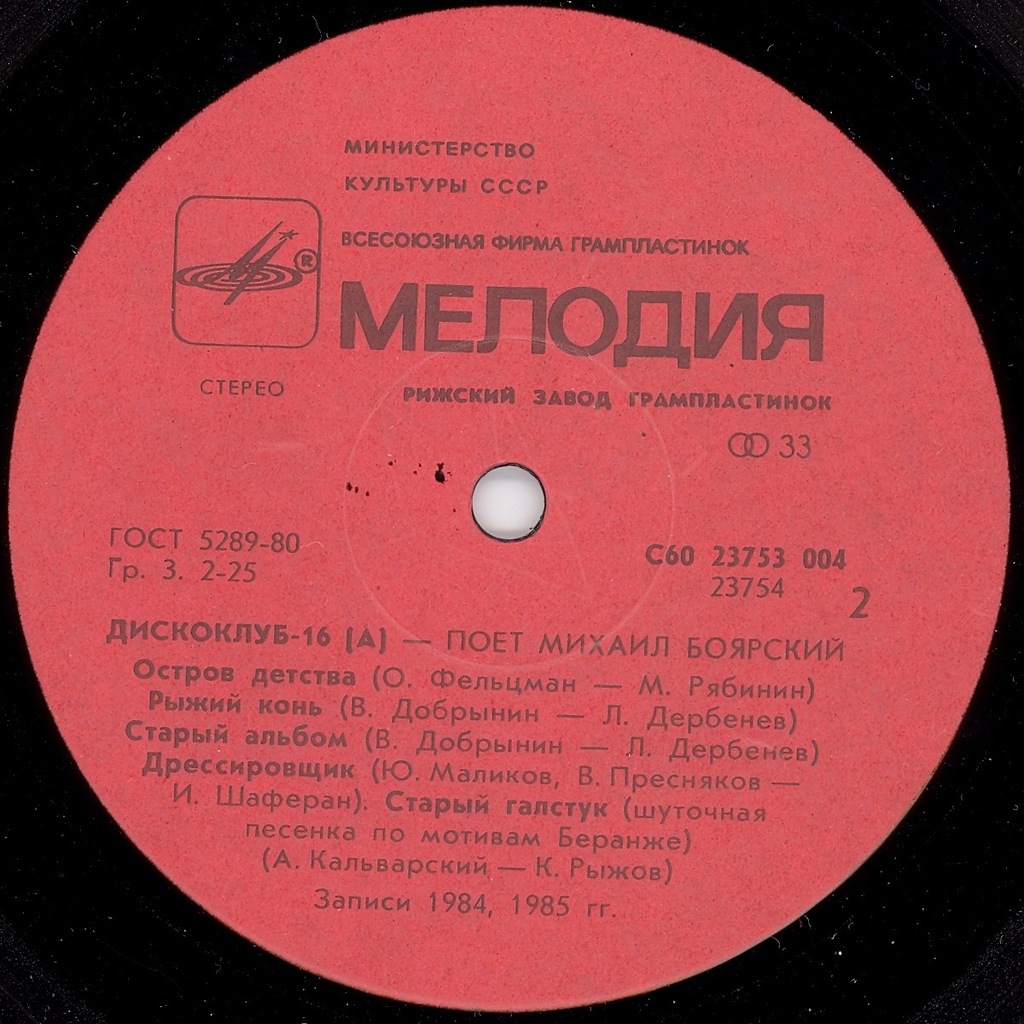 МИНИСТЕРСТВО
КУЛЬТУРЫ СССР
ВСЕСОЮЗНАЯ ФИРМА ГРАМПЛАСТИНОК
®
МЕЛОДИЯ
СТЕРЕО
РИЖСКИЙ ЗАВОД ГРАМПЛАСТИНОК
33
ГОСТ 5289-80
Гр. 3. 2-25
С60 23753 004
23754
2
ДИСКОКЛУБ-16 (А) — ПОЕТ МИХАИЛ БОЯРСКИЙ
Остров детства (О. Фельцман — М. Рябинин)
Рыжий конь (В. Добрынин — Л. Дербенев)
Старый альбом (В. Добрынин — Л. Дербенев)
Дрессировщик (Ю. Маликов, В. Пресняков —
И. Шаферан). Старый галстук (шуточная
песенка по мотивам Беранже)
(А. Кальварский — К. Рыжов)
Записи 1984, 1985 гг.